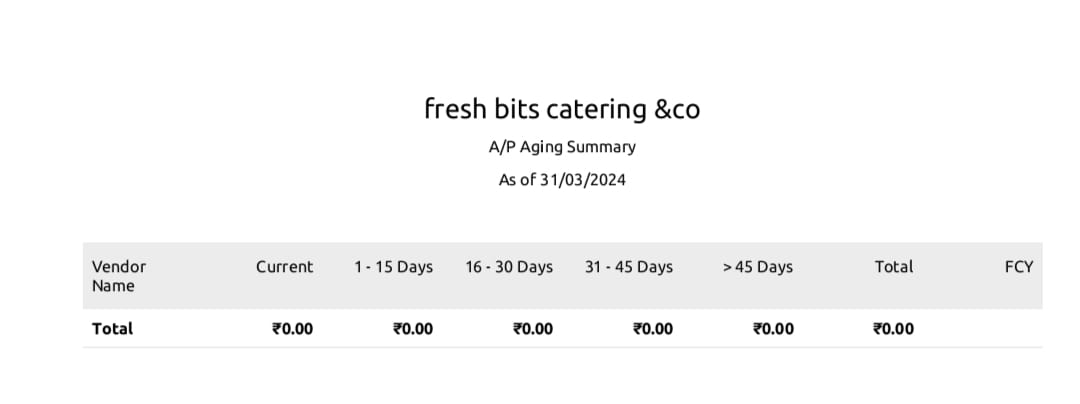 fresh bits catering &co
A/P Aging Summary
As of 31/03/2024
Vendor Name Current 1 - 15 Days 16 - 30 Days 31 - 45 Days > 45 Days Total FCY
Total ₹0.00 ₹0.00 ₹0.00 ₹0.00 ₹0.00 ₹0.00